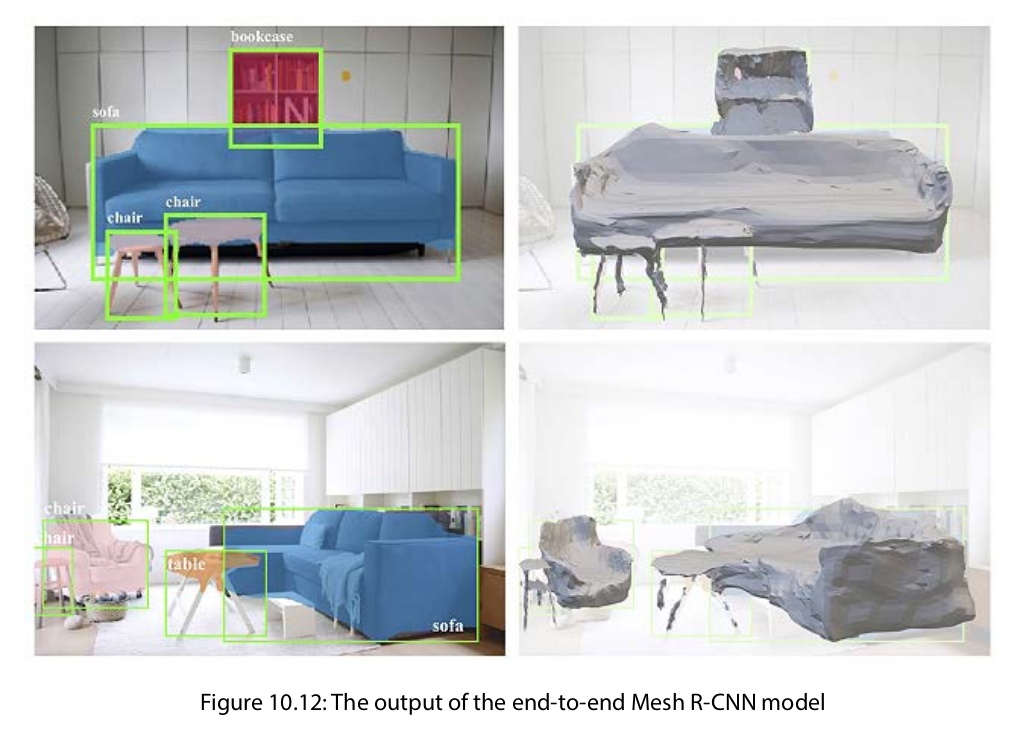 bookcase
sofa
chair
chair
N
chair
hair
table
sofa
Figure 10.12: The output of the end-to-end Mesh R-CNN model